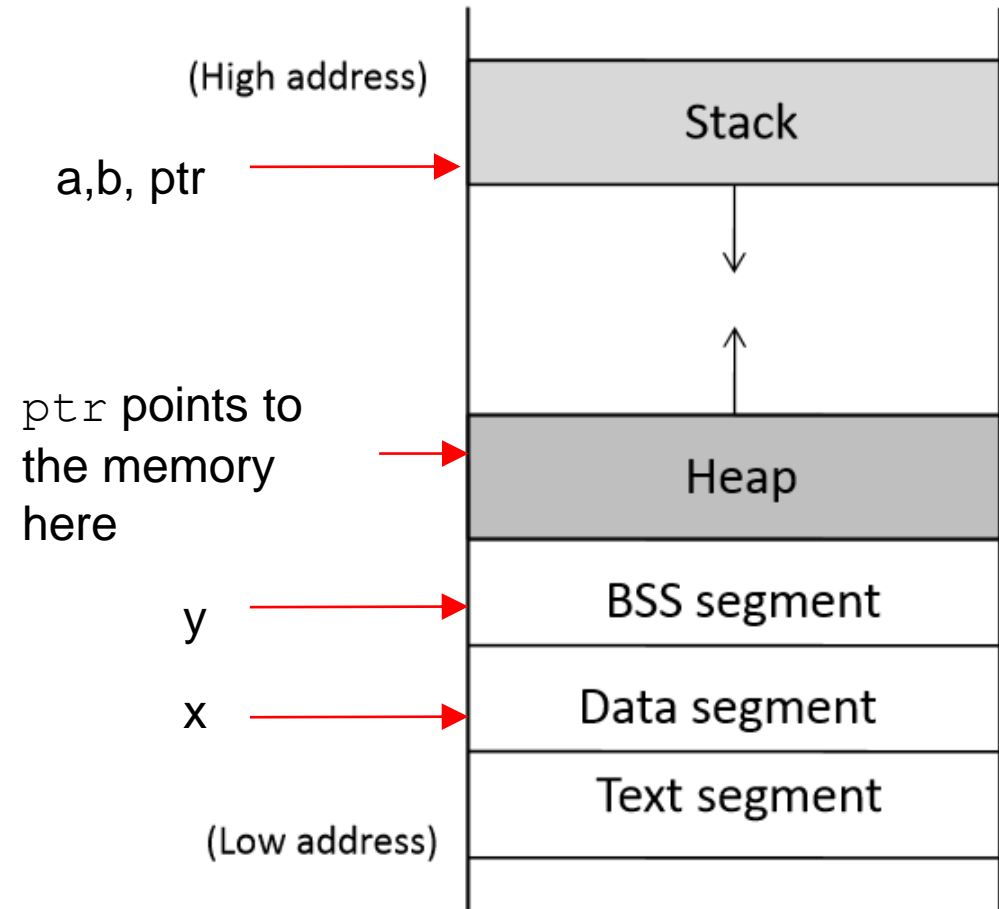 (High address)
Stack
a,b, ptr
ptr points to
the memory
here
Heap
y
BSS segment
x
Data segment
Text segment
(Low address)